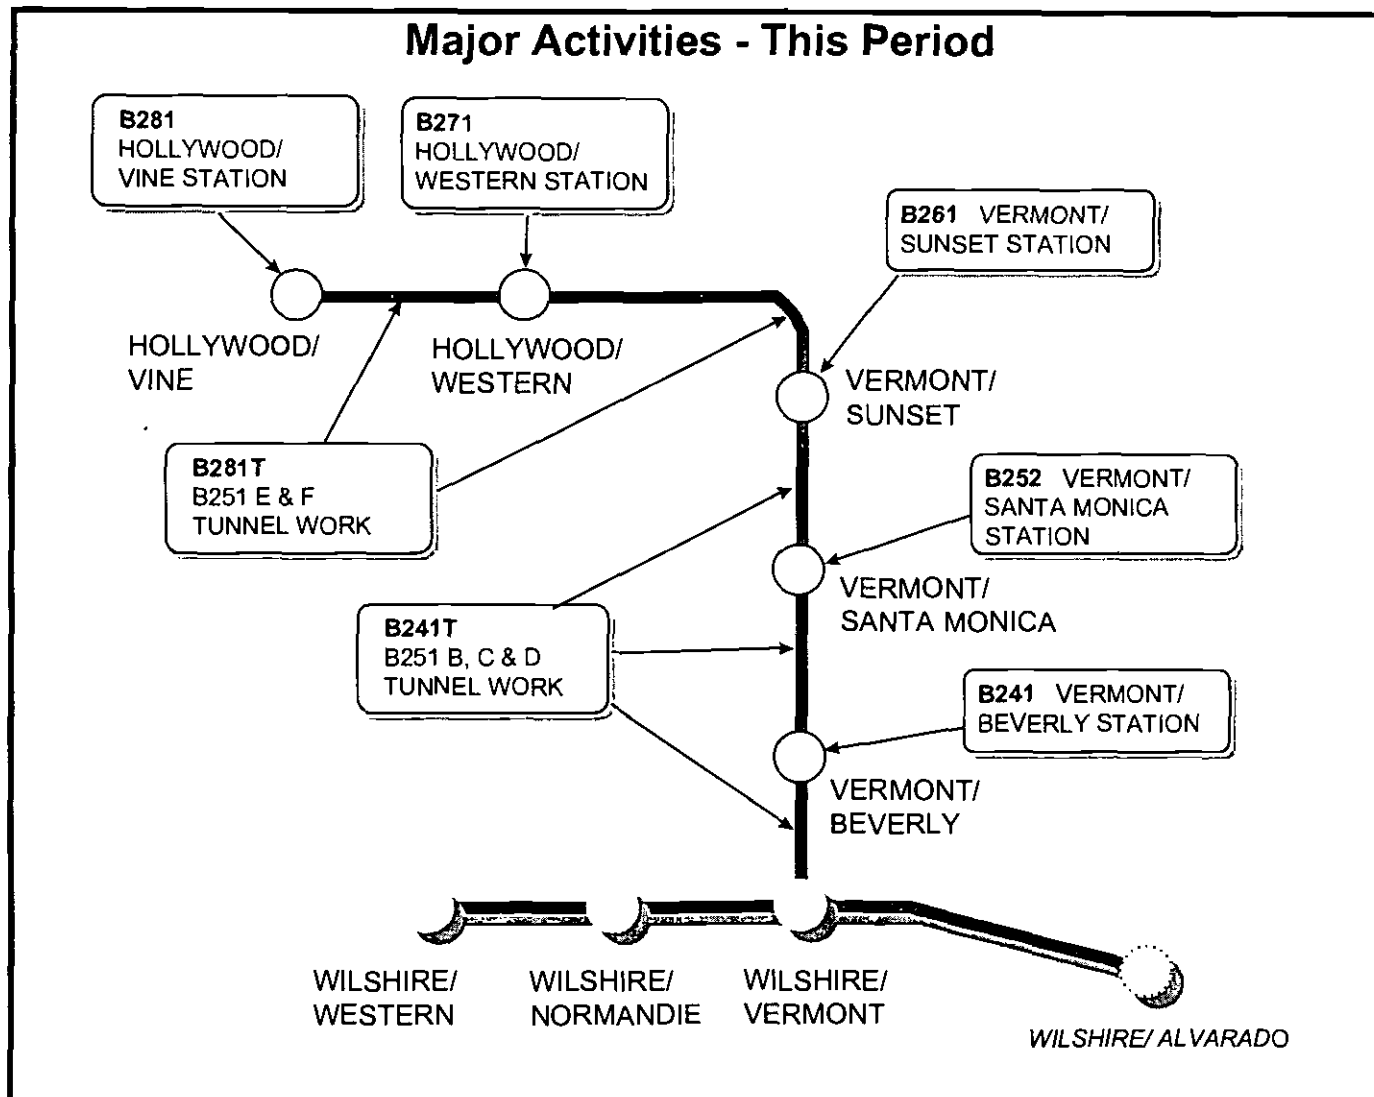 Major Activities - This Period
B281
HOLLYWOOD/
VINE STATION
B271
HOLLYWOOD/
WESTERN STATION
B261 VERMONT/
SUNSET STATION
HOLLYWOOD/
VINE
HOLLYWOOD/
WESTERN
VERMONT/
SUNSET
B281T
B251 E & F
TUNNEL WORK
B252 VERMONT/
SANTA MONICA
STATION
VERMONT/
SANTA MONICA
B241T
B251 B, C & D
TUNNEL WORK
B241 VERMONT/
BEVERLY STATION
VERMONT/
BEVERLY
WILSHIRE/
WESTERN
WILSHIRE/
NORMANDIE
WILSHIRE/
VERMONT
WILSHIRE/ ALVARADO